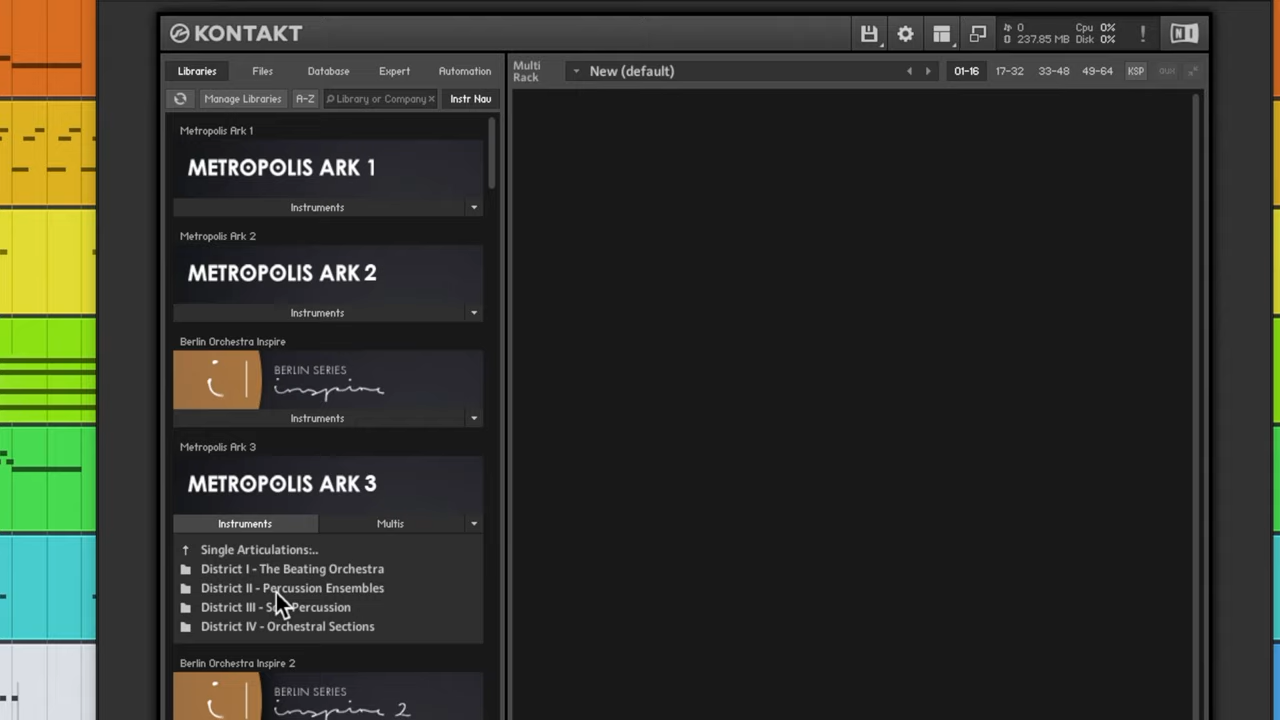 KONTAKT
0
0 237.85 MB
Cpu 0%
Disk 0%
!
NI
Libraries Files Database Expert Automation
Multi Rack
New (default)
01-16 17-32 33-48 49-64 KSP aux
Manage Libraries A-Z Library or Company Instr Nav
Metropolis Ark 1
METROPOLIS ARK 1
Instruments
Metropolis Ark 2
METROPOLIS ARK 2
Instruments
Berlin Orchestra Inspire
BERLIN SERIES
inspire
Instruments
Metropolis Ark 3
METROPOLIS ARK 3
Instruments Multis
Single Articulations:..
District I - The Beating Orchestra
District II - Percussion Ensembles
District III - Percussion
District IV - Orchestral Sections
Berlin Orchestra Inspire 2
BERLIN SERIES
inspire 2